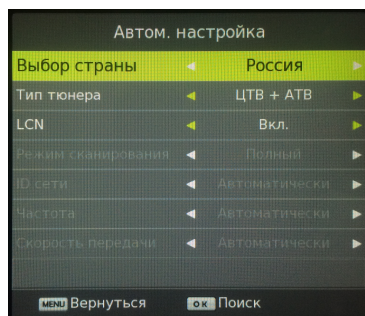 Автом. настройка
Выбор страны Россия
Тип тюнера ЦТВ + АТВ
LCN Вкл.
Режим сканирования Полный
ID сети Автоматически
Частота Автоматически
Скорость передачи Автоматически
MENU Вернуться OK Поиск